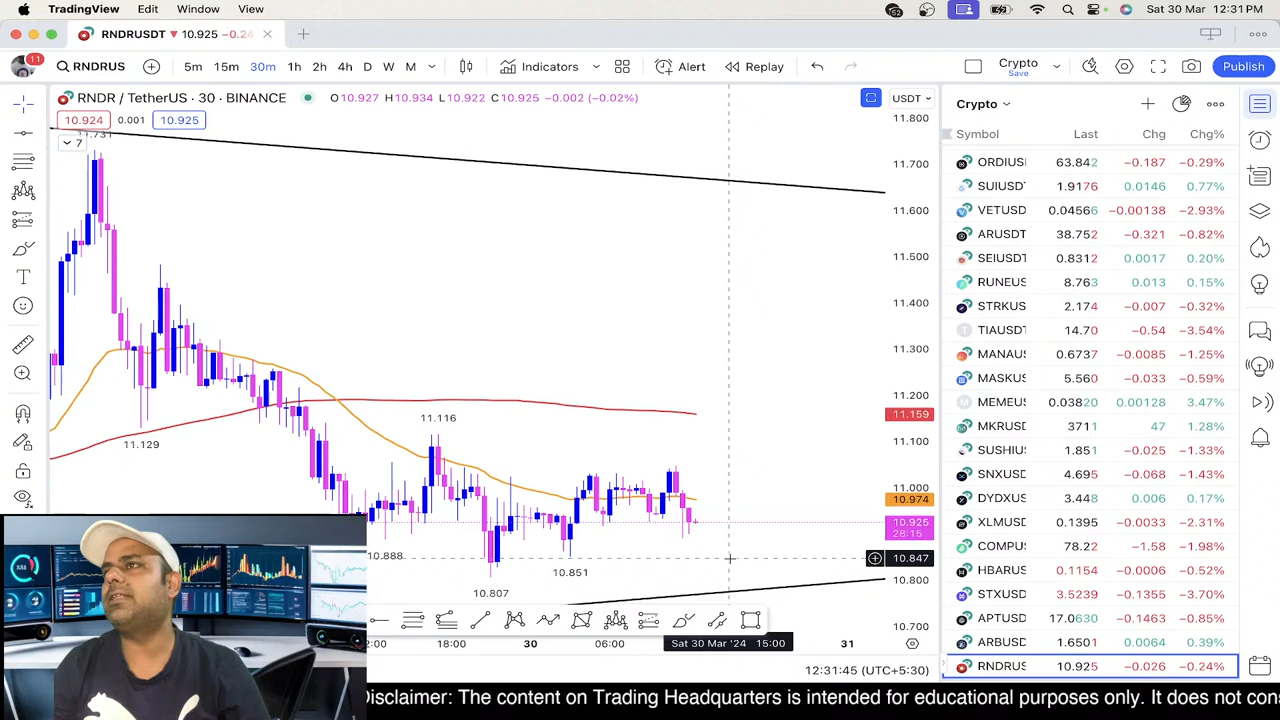 TradingView Edit Window View Sat 30 Mar 12:31 PM
RNDRUSDT ▼ 10.925 −0.24
11 RNDRUS 5m 15m 30m 1h 2h 4h D W M Indicators Alert Replay Crypto Save Publish
RNDR / TetherUS · 30 · BINANCE O10.927 H10.934 L10.922 C10.925 −0.002 (−0.02%) USDT
10.924 0.001 10.925
7
11.731
11.129
11.116
10.888
10.807
10.851
11.800
11.700
11.600
11.500
11.400
11.300
11.200
11.159
11.100
11.000
10.974
10.925
28:15
10.847
10.800
10.700
18:00 30 06:00 Sat 30 Mar '24 15:00 31
12:31:45 (UTC+5:30)
Crypto
Symbol Last Chg Chg%
ORDIUS 63.842 −0.187 −0.29%
SUIUSDT 1.9176 0.0146 0.77%
VETUSD 0.04566 −0.00138 −2.93%
ARUSDT 38.752 −0.321 −0.82%
SEIUSDT 0.8312 0.0017 0.20%
RUNEUS 8.763 0.013 0.15%
STRKUS 2.174 −0.007 −0.32%
TIAUSDT 14.70 −0.54 −3.54%
MANAUS 0.6737 −0.0085 −1.25%
MASKUS 5.560 −0.033 −0.59%
MEMEUS 0.03820 0.00128 3.47%
MKRUSD 3711 47 1.28%
SUSHIU 1.851 −0.025 −1.33%
SNXUSD 4.695 −0.068 −1.43%
DYDXUS 3.448 0.006 0.17%
XLMUSD 0.1395 −0.0033 −2.31%
COMPU 78.22 −1.58 −1.98%
HBARUS 0.1154 −0.0006 −0.52%
STXUSD 3.5239 −0.1355 −3.70%
APTUSD 17.0630 −0.1463 −0.85%
ARBUSD 1.6501 0.0064 0.39%
RNDRUS 10.925 −0.026 −0.24%
Disclaimer: The content on Trading Headquarters is intended for educational purposes only. It does not con